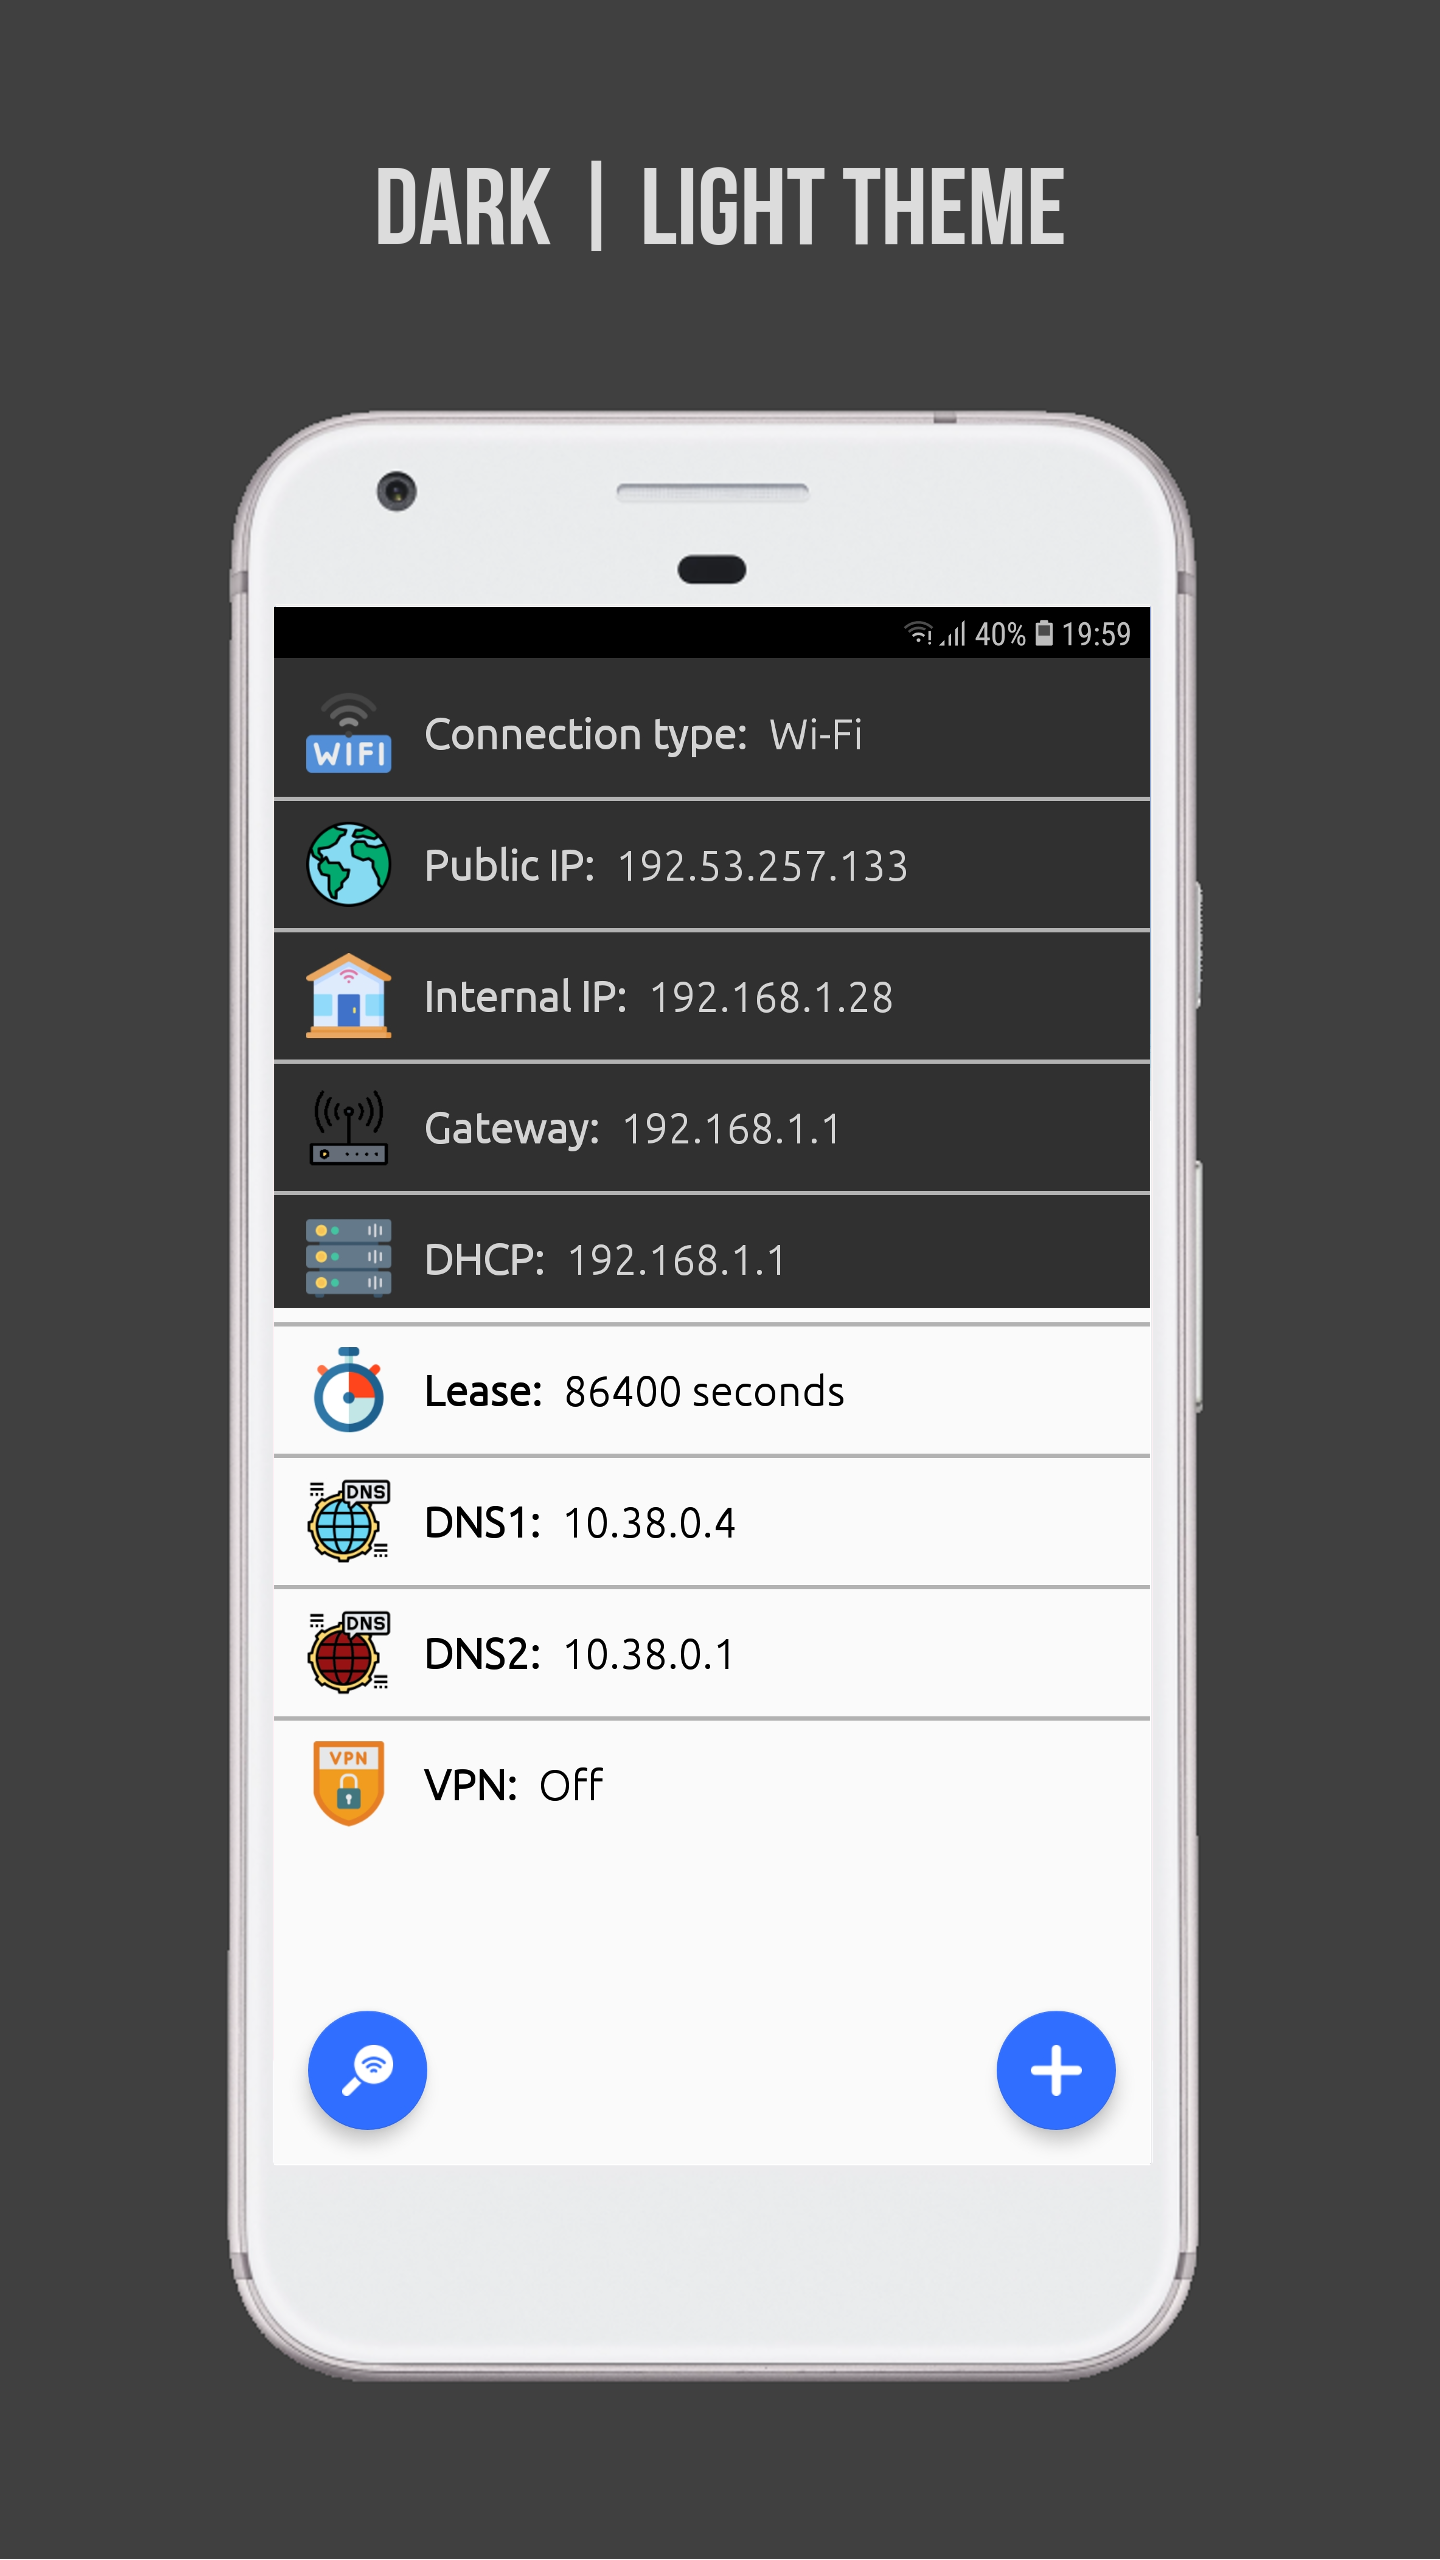 DARK | LIGHT THEME
40% 19:59
WIFI
Connection type: Wi-Fi
Public IP: 192.53.257.133
Internal IP: 192.168.1.28
Gateway: 192.168.1.1
DHCP: 192.168.1.1
Lease: 86400 seconds
DNS
DNS1: 10.38.0.4
DNS
DNS2: 10.38.0.1
VPN
VPN: Off